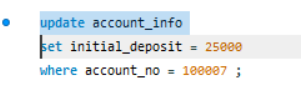 update account_info
set initial_deposit = 25000
where account_no = 100007 ;